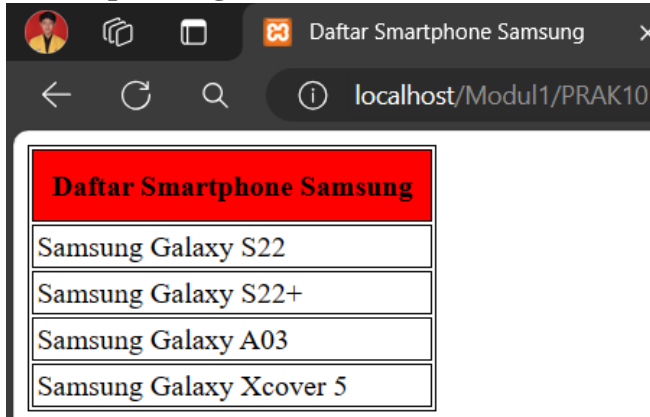 Daftar Smartphone Samsung
localhost/Modul1/PRAK10
Daftar Smartphone Samsung
Samsung Galaxy S22
Samsung Galaxy S22+
Samsung Galaxy A03
Samsung Galaxy Xcover 5